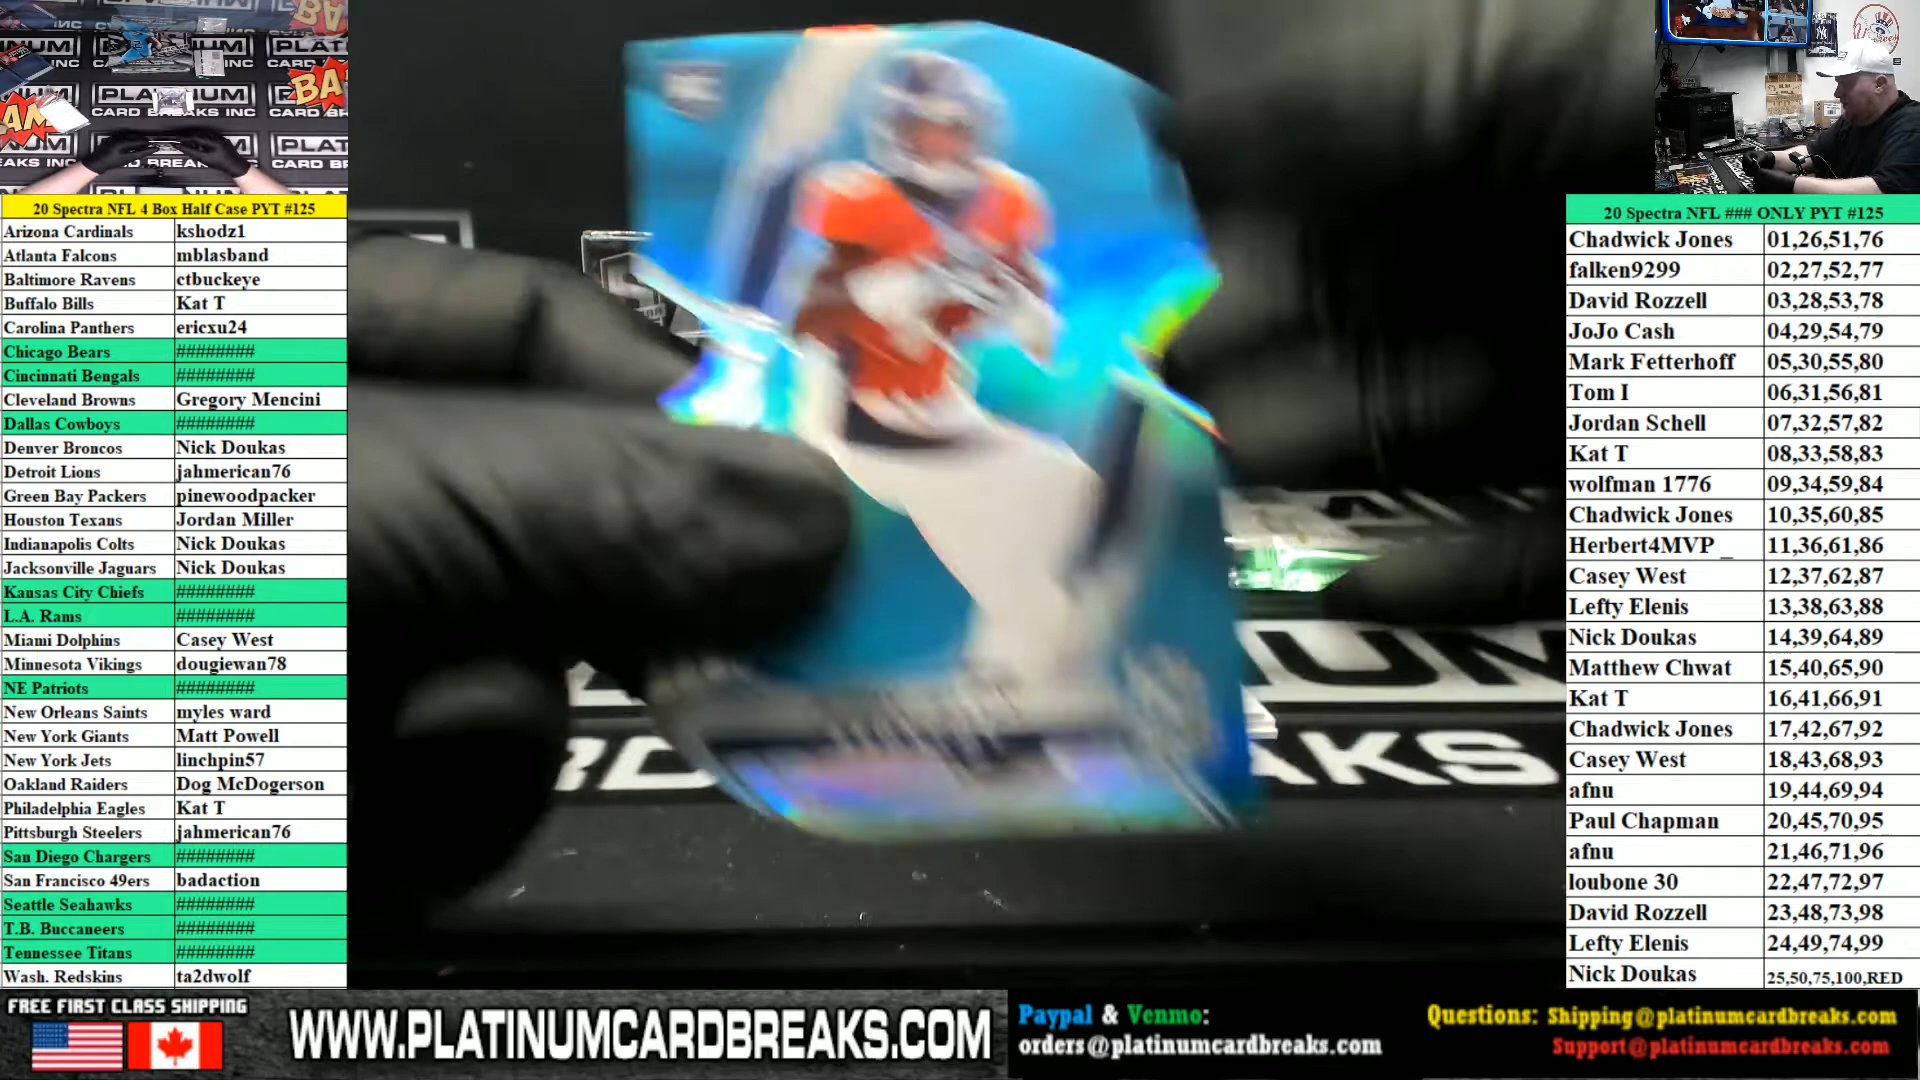 20 Spectra NFL 4 Box Half Case PYT #125
Arizona Cardinals kshodz1
Atlanta Falcons mblasband
Baltimore Ravens ctbuckeye
Buffalo Bills Kat T
Carolina Panthers ericxu24
Chicago Bears ########
Cincinnati Bengals ########
Cleveland Browns Gregory Mencini
Dallas Cowboys ########
Denver Broncos Nick Doukas
Detroit Lions jahmerican76
Green Bay Packers pinewoodpacker
Houston Texans Jordan Miller
Indianapolis Colts Nick Doukas
Jacksonville Jaguars Nick Doukas
Kansas City Chiefs ########
L.A. Rams ########
Miami Dolphins Casey West
Minnesota Vikings dougiewan78
NE Patriots ########
New Orleans Saints myles ward
New York Giants Matt Powell
New York Jets linchpin57
Oakland Raiders Dog McDogerson
Philadelphia Eagles Kat T
Pittsburgh Steelers jahmerican76
San Diego Chargers ########
San Francisco 49ers badaction
Seattle Seahawks ########
T.B. Buccaneers ########
Tennessee Titans ########
Wash. Redskins ta2dwolf
20 Spectra NFL ### ONLY PYT #125
Chadwick Jones 01,26,51,76
falken9299 02,27,52,77
David Rozzell 03,28,53,78
JoJo Cash 04,29,54,79
Mark Fetterhoff 05,30,55,80
Tom I 06,31,56,81
Jordan Schell 07,32,57,82
Kat T 08,33,58,83
wolfman 1776 09,34,59,84
Chadwick Jones 10,35,60,85
Herbert4MVP _ 11,36,61,86
Casey West 12,37,62,87
Lefty Elenis 13,38,63,88
Nick Doukas 14,39,64,89
Matthew Chwat 15,40,65,90
Kat T 16,41,66,91
Chadwick Jones 17,42,67,92
Casey West 18,43,68,93
afnu 19,44,69,94
Paul Chapman 20,45,70,95
afnu 21,46,71,96
loubone 30 22,47,72,97
David Rozzell 23,48,73,98
Lefty Elenis 24,49,74,99
Nick Doukas 25,50,75,100,RED
FREE FIRST CLASS SHIPPING
WWW.PLATINUMCARDBREAKS.COM
Paypal & Venmo:
orders@platinumcardbreaks.com
Questions: Shipping@platinumcardbreaks.com
Support@platinumcardbreaks.com
PLATINUM
CARD BREAKS INC